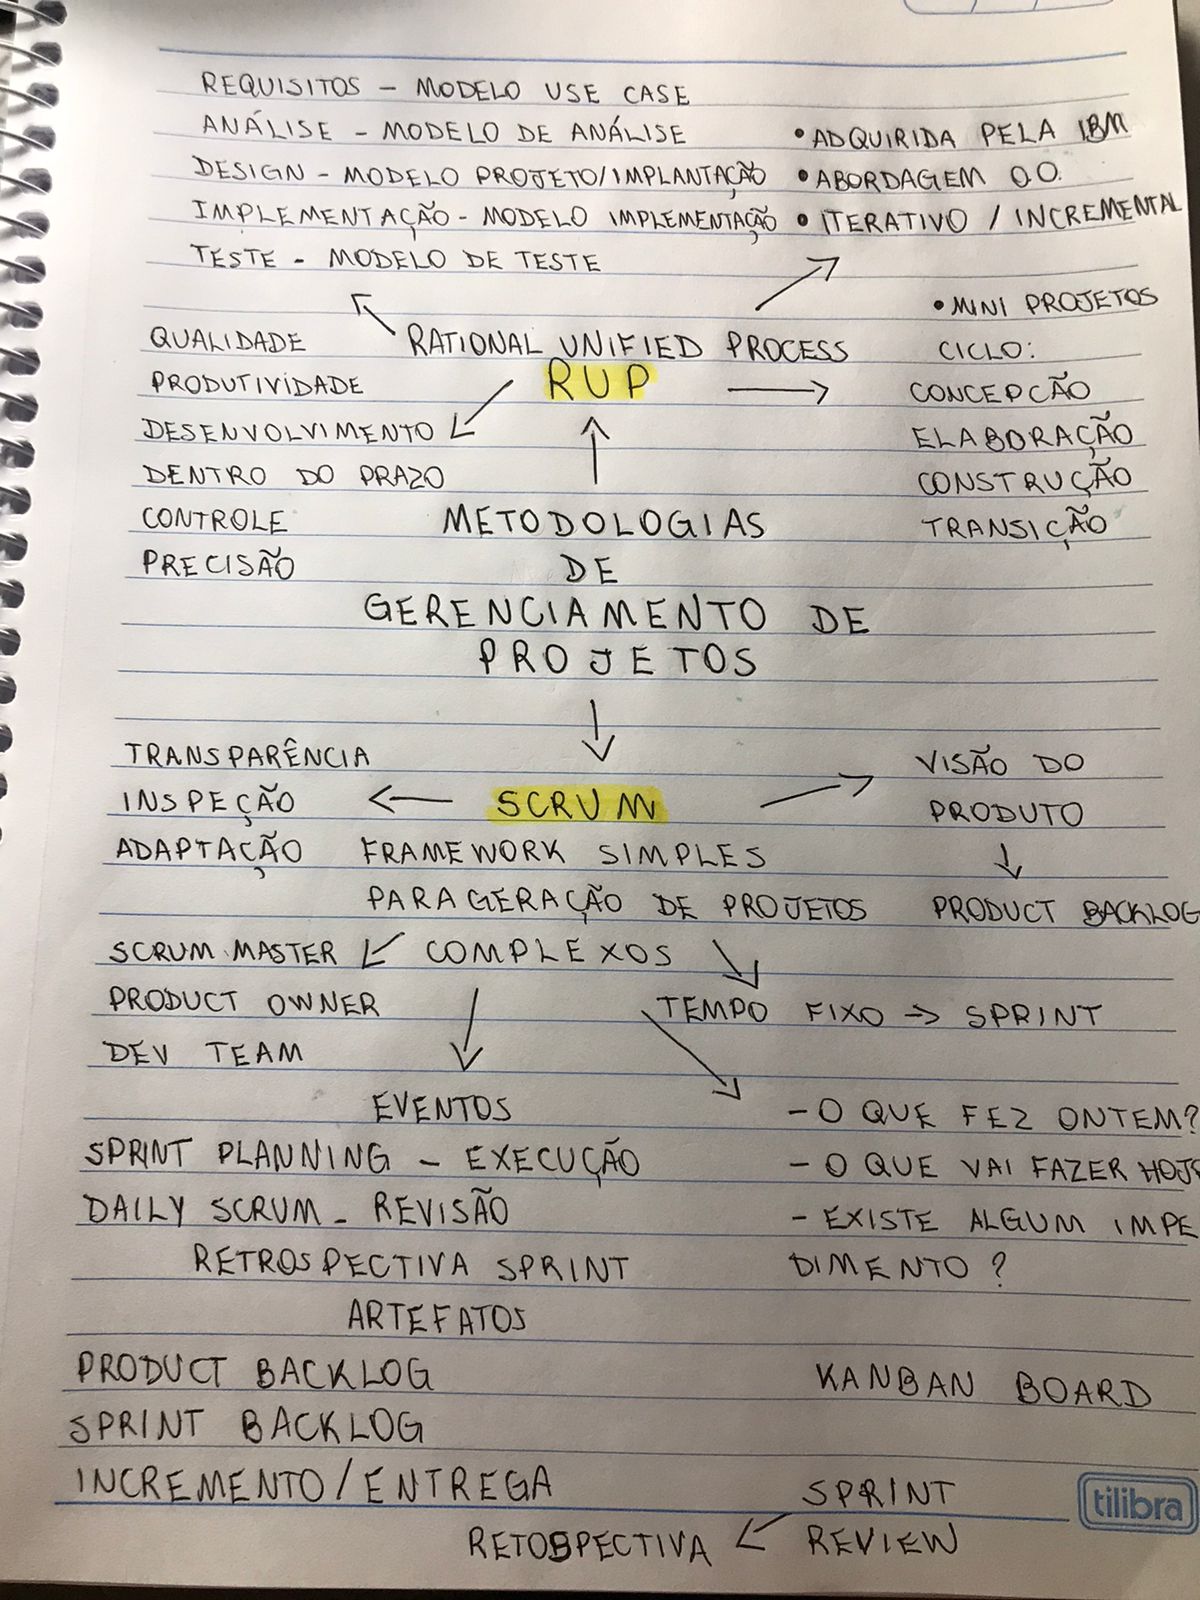 REQUISITOS - MODELO USE CASE
ANÁLISE - MODELO DE ANÁLISE
DESIGN - MODELO PROJETO/IMPLANTAÇÃO
IMPLEMENTAÇÃO - MODELO IMPLEMENTAÇÃO
TESTE - MODELO DE TESTE
• ADQUIRIDA PELA IBM
• ABORDAGEM O.O.
• ITERATIVO / INCREMENTAL
• MINI PROJETOS
CICLO:
CONCEPÇÃO
ELABORAÇÃO
CONSTRUÇÃO
TRANSIÇÃO
RATIONAL UNIFIED PROCESS
RUP
QUALIDADE
PRODUTIVIDADE
DESENVOLVIMENTO
DENTRO DO PRAZO
CONTROLE
PRECISÃO
METODOLOGIAS
DE
GERENCIAMENTO DE
PROJETOS
TRANSPARÊNCIA
INSPEÇÃO
ADAPTAÇÃO
SCRUM
FRAMEWORK SIMPLES
PARA GERAÇÃO DE PROJETOS
COMPLEXOS
VISÃO DO
PRODUTO
↓
PRODUCT BACKLOG
SCRUM MASTER
PRODUCT OWNER
DEV TEAM
TEMPO FIXO → SPRINT
- O QUE FEZ ONTEM?
- O QUE VAI FAZER HOJE
- EXISTE ALGUM IMPE
DIMENTO?
EVENTOS
SPRINT PLANNING - EXECUÇÃO
DAILY SCRUM - REVISÃO
RETROSPECTIVA SPRINT
ARTEFATOS
PRODUCT BACKLOG
SPRINT BACKLOG
INCREMENTO/ENTREGA
KANBAN BOARD
SPRINT
REVIEW
RETOSPECTIVA
tilibra